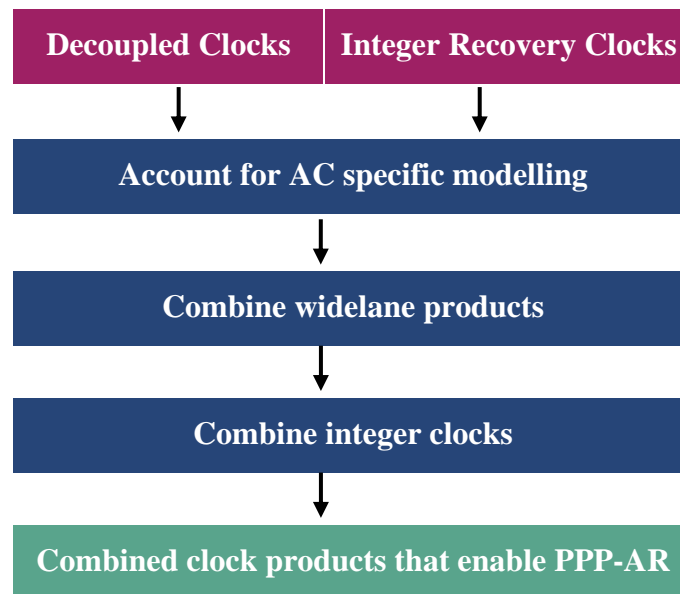 Decoupled Clocks
Integer Recovery Clocks
Account for AC specific modelling
Combine widelane products
Combine integer clocks
Combined clock products that enable PPP-AR